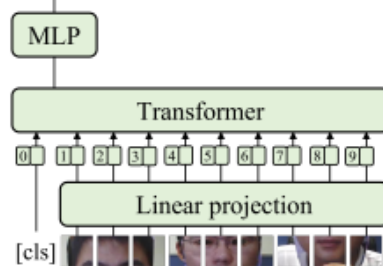 MLP
Transformer
0 1 2 3 4 5 6 7 8 9
Linear projection
[cls]